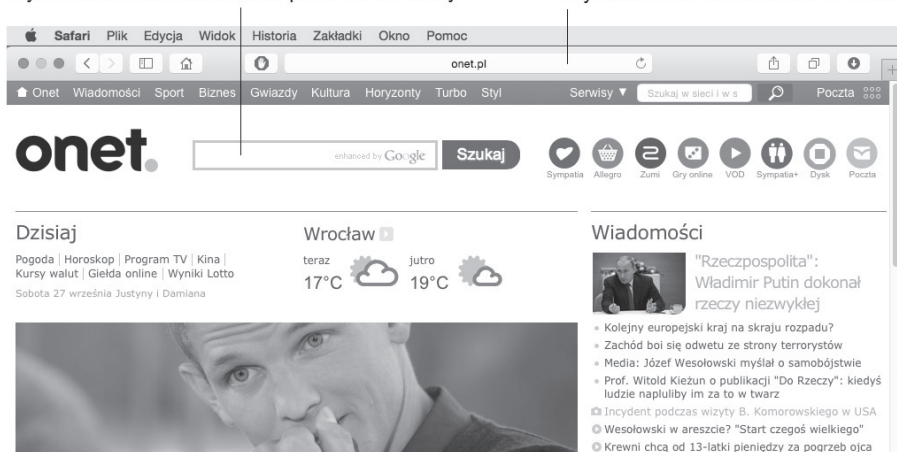 Safari Plik Edycja Widok Historia Zakładki Okno Pomoc
onet.pl
Onet Wiadomości Sport Biznes Gwiazdy Kultura Horyzonty Turbo Styl Serwisy ▼ Szukaj w sieci i w s Poczta
onet.
enhanced by Google Szukaj
Sympatia Allegro Zumi Gry online VOD Sympatia+ Dysk Poczta
Dzisiaj
Pogoda | Horoskop | Program TV | Kina |
Kursy walut | Giełda online | Wyniki Lotto
Sobota 27 września Justyny i Damiana
Wrocław
teraz jutro
17°C 19°C
Wiadomości
"Rzeczpospolita":
Władimir Putin dokonał
rzeczy niezwykłej
Kolejny europejski kraj na skraju rozpadu?
Zachód boi się odwetu ze strony terrorystów
Media: Józef Wesołowski myślał o samobójstwie
Prof. Witold Kieżun o publikacji "Do Rzeczy": kiedyś
ludzie napluliby im za to w twarz
Incydent podczas wizyty B. Komorowskiego w USA
Wesołowski w areszcie? "Start czegoś wielkiego"
Krewni chcą od 13-latki pieniędzy za pogrzeb ojca